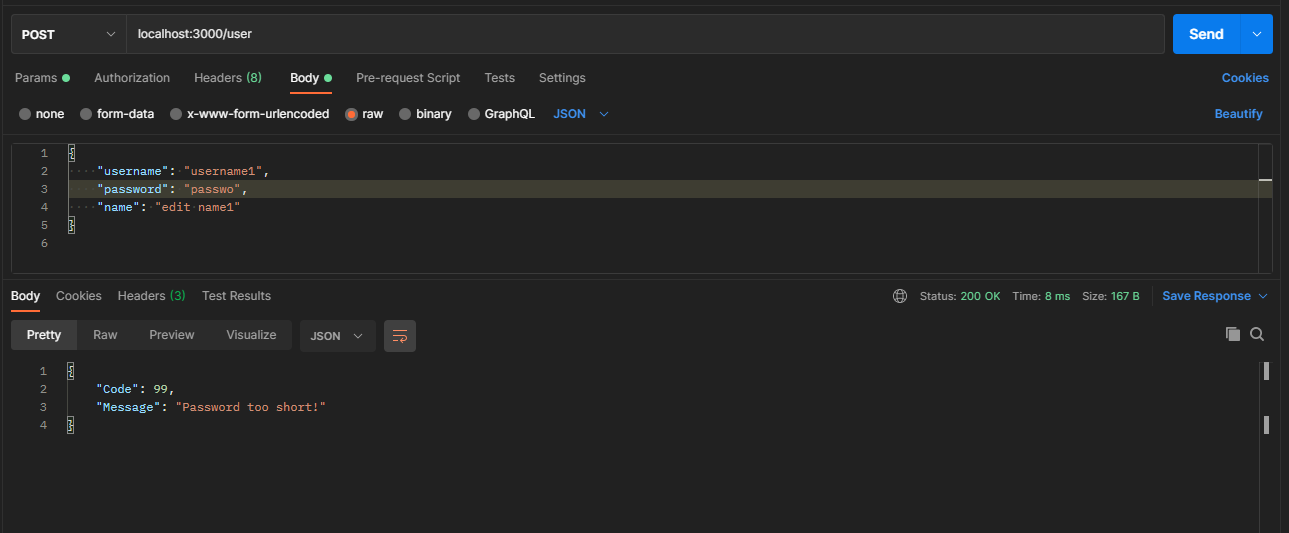 POST localhost:3000/user Send
Params Authorization Headers (8) Body Pre-request Script Tests Settings Cookies
none form-data x-www-form-urlencoded raw binary GraphQL JSON Beautify
1 {
2 "username": "username1",
3 "password": "passwo",
4 "name": "edit name1"
5 }
6
Body Cookies Headers (3) Test Results Status: 200 OK Time: 8 ms Size: 167 B Save Response
Pretty Raw Preview Visualize JSON
1 {
2 "Code": 99,
3 "Message": "Password too short!"
4 }